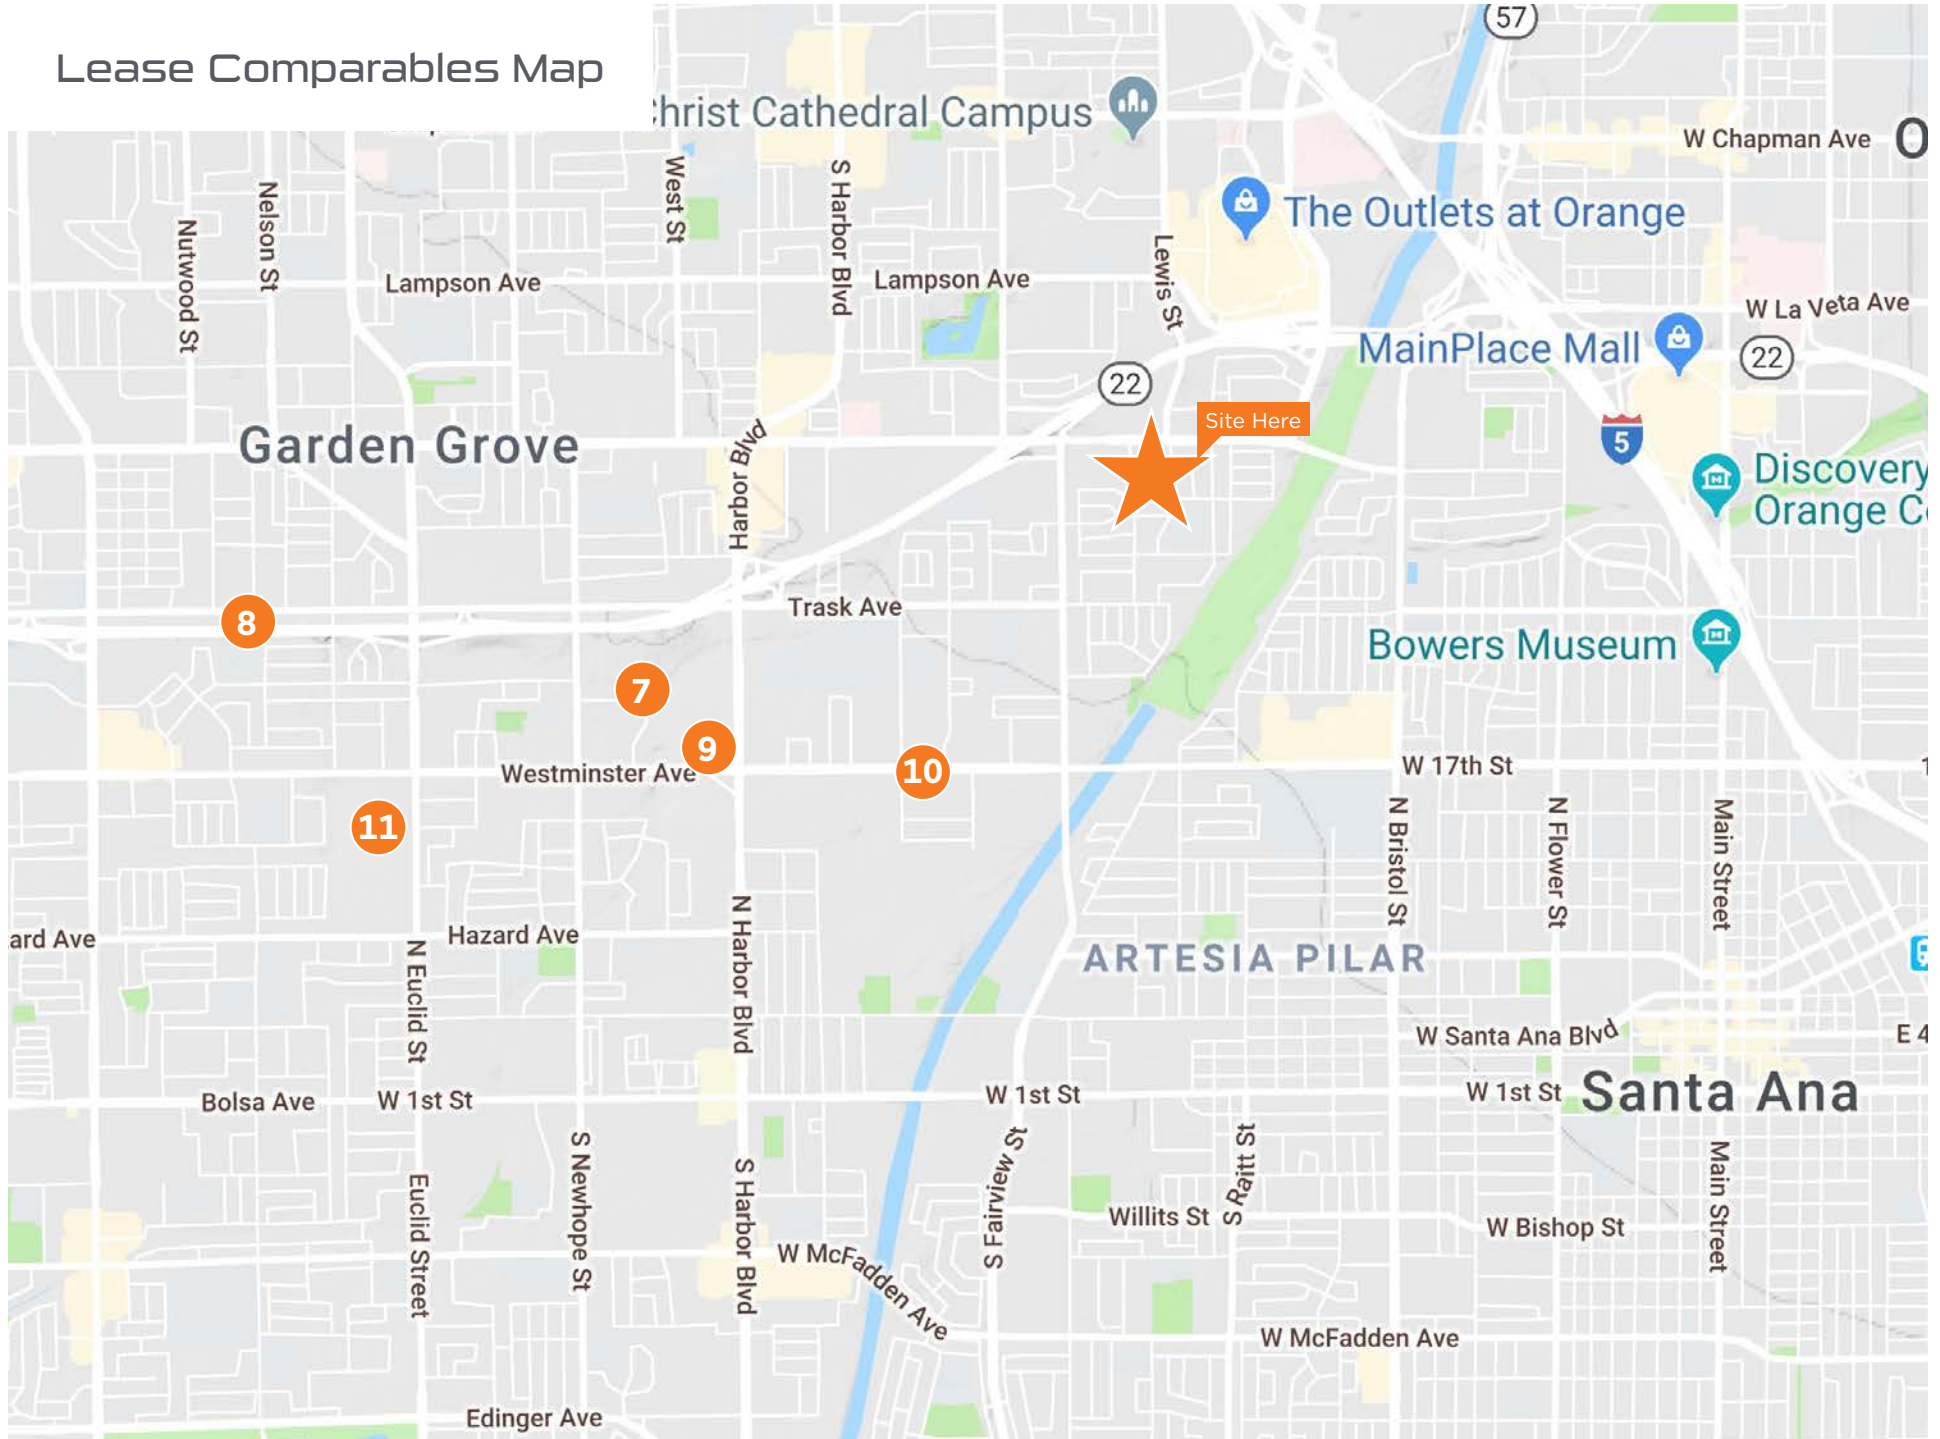 Lease Comparables Map
57
Christ Cathedral Campus
W Chapman Ave
O
Nelson St
Nutwood St
West St
S Harbor Blvd
The Outlets at Orange
Lewis St
Lampson Ave
Lampson Ave
W La Veta Ave
MainPlace Mall
22
22
Site Here
5
Garden Grove
Harbor Blvd
Discovery
Orange
Trask Ave
8
Bowers Museum
7
9
10
Westminster Ave
W 17th St
1
11
N Bristol St
N Flower St
Main Street
ard Ave
Hazard Ave
N Euclid St
N Harbor Blvd
ARTESIA PILAR
W Santa Ana Blvd
E 4
Bolsa Ave
W 1st St
W 1st St
W 1st St
Santa Ana
S Newhope St
Euclid Street
S Harbor Blvd
S Fairview St
S Raitt St
Willits St
W Bishop St
Main Street
W McFadden Ave
W McFadden Ave
Edinger Ave